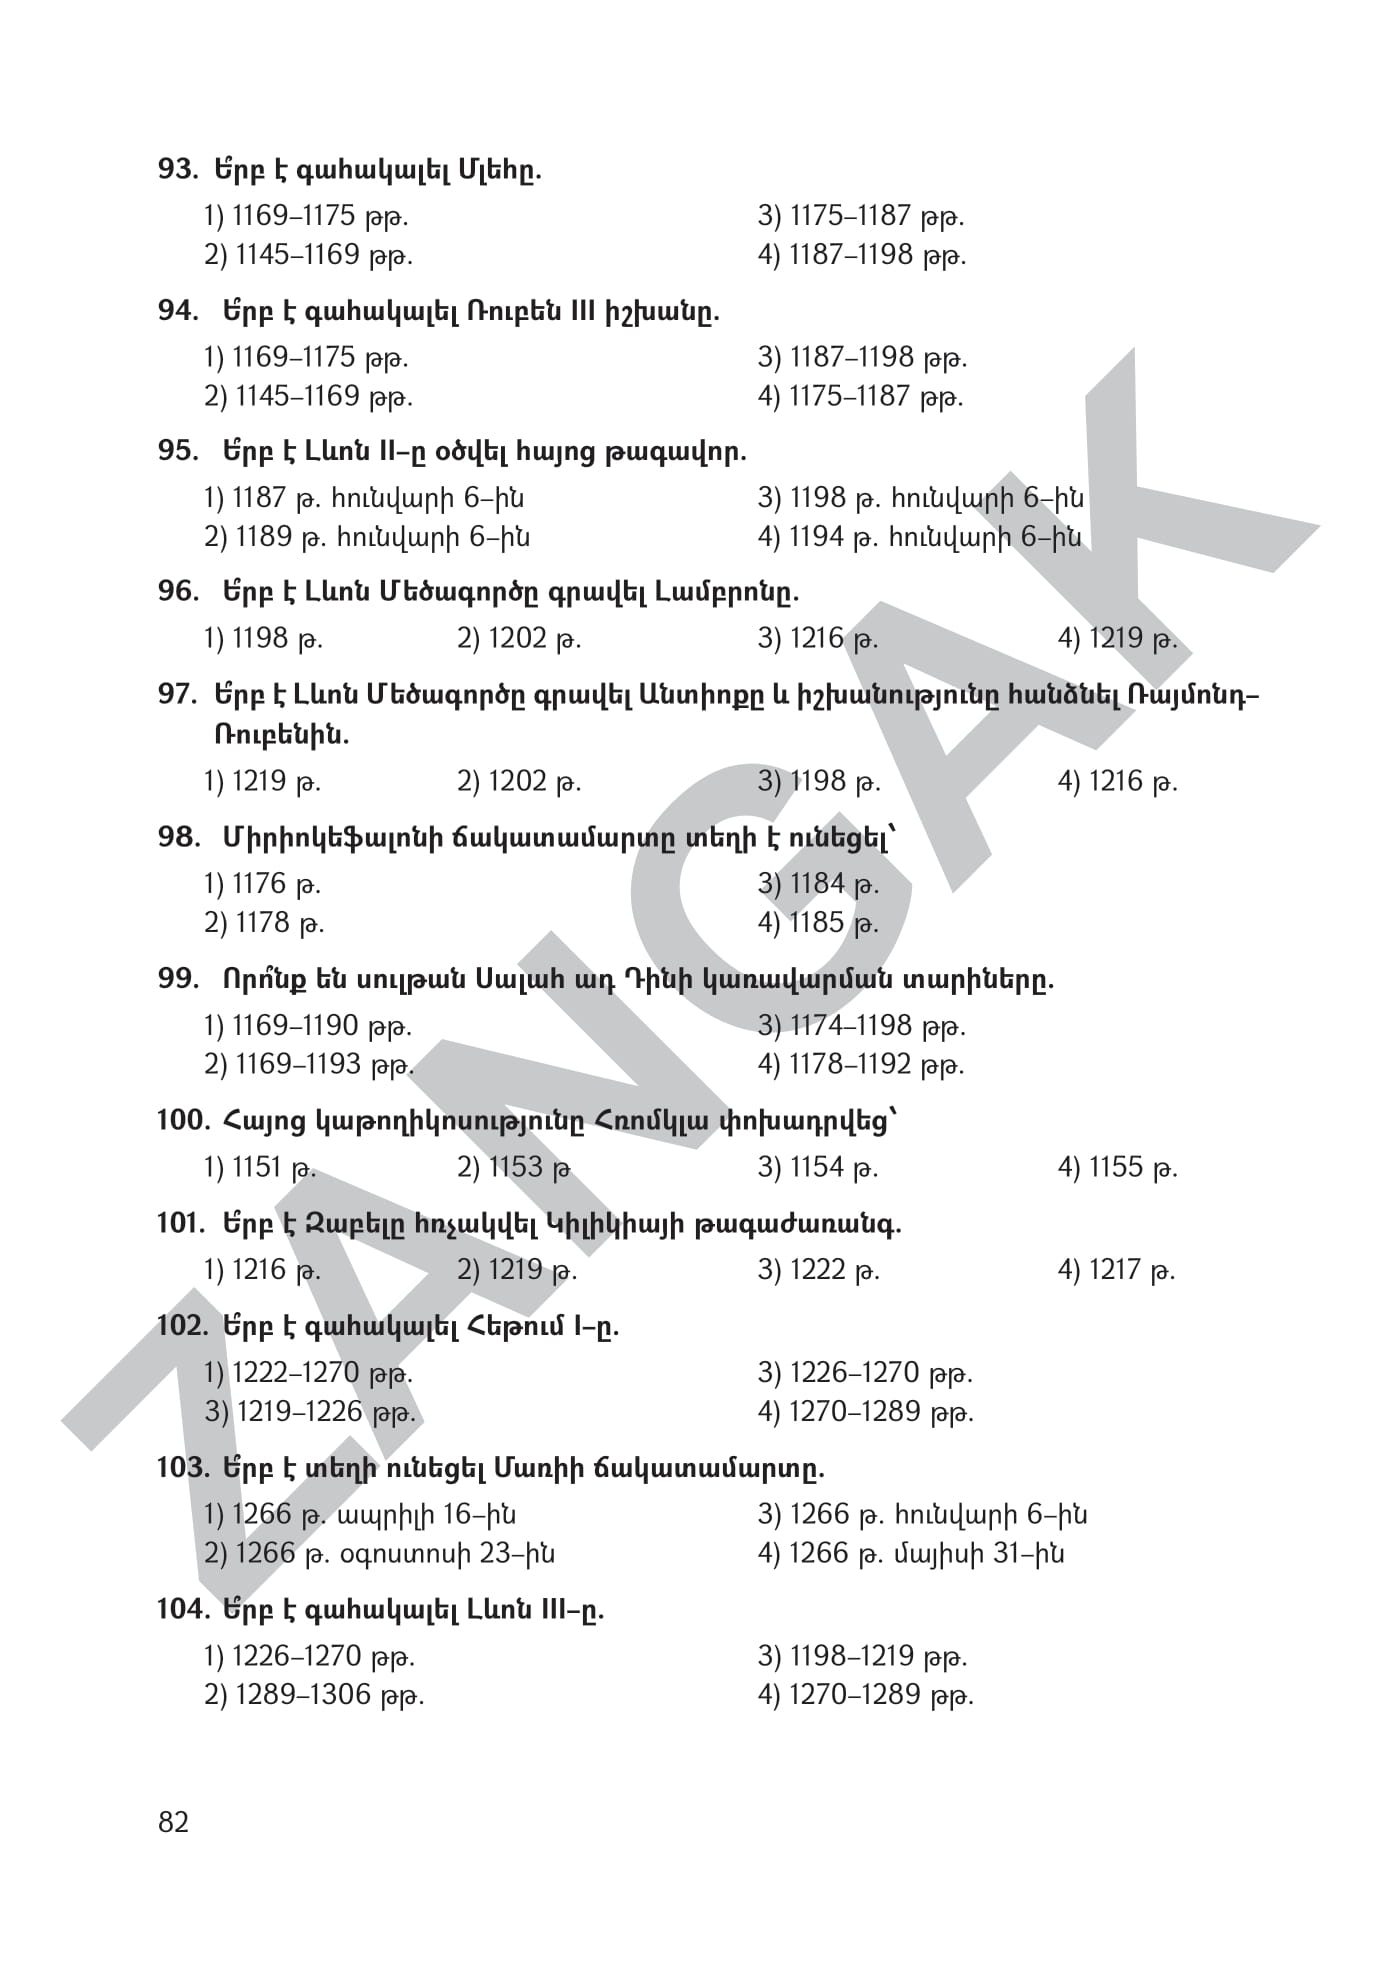 93. Ե՞րբ է գահակալել Մլեհը.
1) 1169–1175 թթ. 3) 1175–1187 թթ.
2) 1145–1169 թթ. 4) 1187–1198 թթ.
94. Ե՞րբ է գահակալել Ռուբեն III իշխանը.
1) 1169–1175 թթ. 3) 1187–1198 թթ.
2) 1145–1169 թթ. 4) 1175–1187 թթ.
95. Ե՞րբ է Լևոն II–ը օծվել հայոց թագավոր.
1) 1187 թ. հունվարի 6–ին 3) 1198 թ. հունվարի 6–ին
2) 1189 թ. հունվարի 6–ին 4) 1194 թ. հունվարի 6–ին
96. Ե՞րբ է Լևոն Մեծագործը գրավել Լամբրոնը.
1) 1198 թ. 2) 1202 թ. 3) 1216 թ. 4) 1219 թ.
97. Ե՞րբ է Լևոն Մեծագործը գրավել Անտիոքը և իշխանությունը հանձնել Ռայմոնդ–
Ռուբենին.
1) 1219 թ. 2) 1202 թ. 3) 1198 թ. 4) 1216 թ.
98. Միրիոկեֆալոնի ճակատամարտը տեղի է ունեցել՝
1) 1176 թ. 3) 1184 թ.
2) 1178 թ. 4) 1185 թ.
99. Որո՞նք են սուլթան Սալահ ադ Դինի կառավարման տարիները.
1) 1169–1190 թթ. 3) 1174–1198 թթ.
2) 1169–1193 թթ. 4) 1178–1192 թթ.
100. Հայոց կաթողիկոսությունը Հռոմկլա փոխադրվեց՝
1) 1151 թ. 2) 1153 թ 3) 1154 թ. 4) 1155 թ.
101. Ե՞րբ է Զաբելը հռչակվել Կիլիկիայի թագաժառանգ.
1) 1216 թ. 2) 1219 թ. 3) 1222 թ. 4) 1217 թ.
102. Ե՞րբ է գահակալել Հեթում I–ը.
1) 1222–1270 թթ. 3) 1226–1270 թթ.
3) 1219–1226 թթ. 4) 1270–1289 թթ.
103. Ե՞րբ է տեղի ունեցել Մառիի ճակատամարտը.
1) 1266 թ. ապրիլի 16–ին 3) 1266 թ. հունվարի 6–ին
2) 1266 թ. օգոստոսի 23–ին 4) 1266 թ. մայիսի 31–ին
104. Ե՞րբ է գահակալել Լևոն III–ը.
1) 1226–1270 թթ. 3) 1198–1219 թթ.
2) 1289–1306 թթ. 4) 1270–1289 թթ.
82
ZANGAK